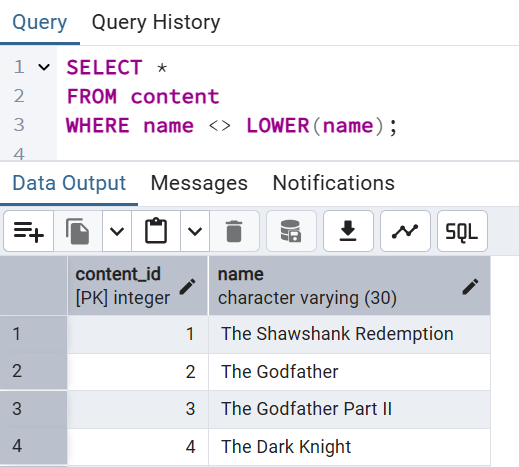 Query Query History
1 SELECT *
2 FROM content
3 WHERE name <> LOWER(name);
4
Data Output Messages Notifications
SQL
content_id name
[PK] integer character varying (30)
1 1 The Shawshank Redemption
2 2 The Godfather
3 3 The Godfather Part II
4 4 The Dark Knight